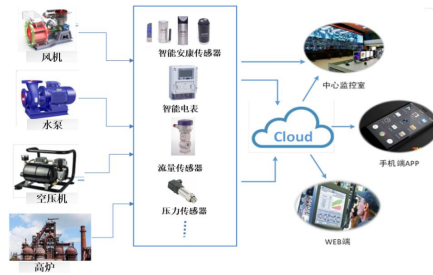 风机
水泵
空压机
高炉
智能安康传感器
智能电表
流量传感器
压力传感器
Cloud
中心监控室
手机端APP
WEB端